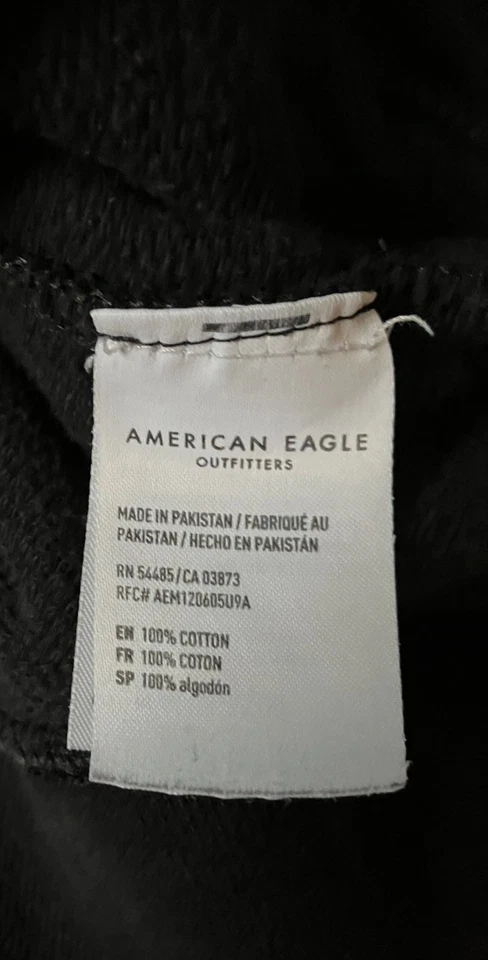 AMERICAN EAGLE
OUTFITTERS
MADE IN PAKISTAN / FABRIQUÉ AU
PAKISTAN / HECHO EN PAKISTÁN
RN 54485/CA 03873
RFC# AEM120605U9A
EN 100% COTTON
FR 100% COTON
SP 100% algodón